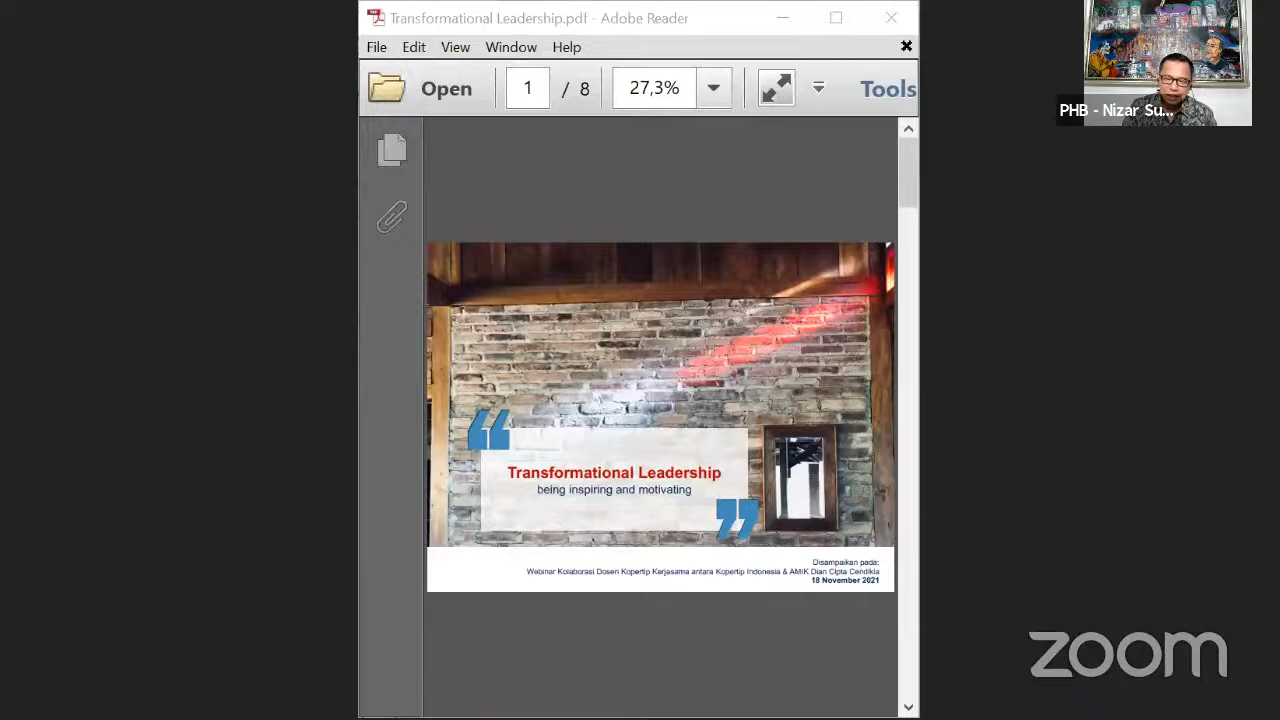 Transformational Leadership.pdf - Adobe Reader
File Edit View Window Help
Open 1 / 8 27,3% Tools
PHB - Nizar Su...
Transformational Leadership
being inspiring and motivating
Disampaikan pada:
Webinar Kolaborasi Dosen Kopertip Kerjasama antara Kopertip Indonesia & AMIK Dian Cipta Cendikia
18 November 2021
zoom